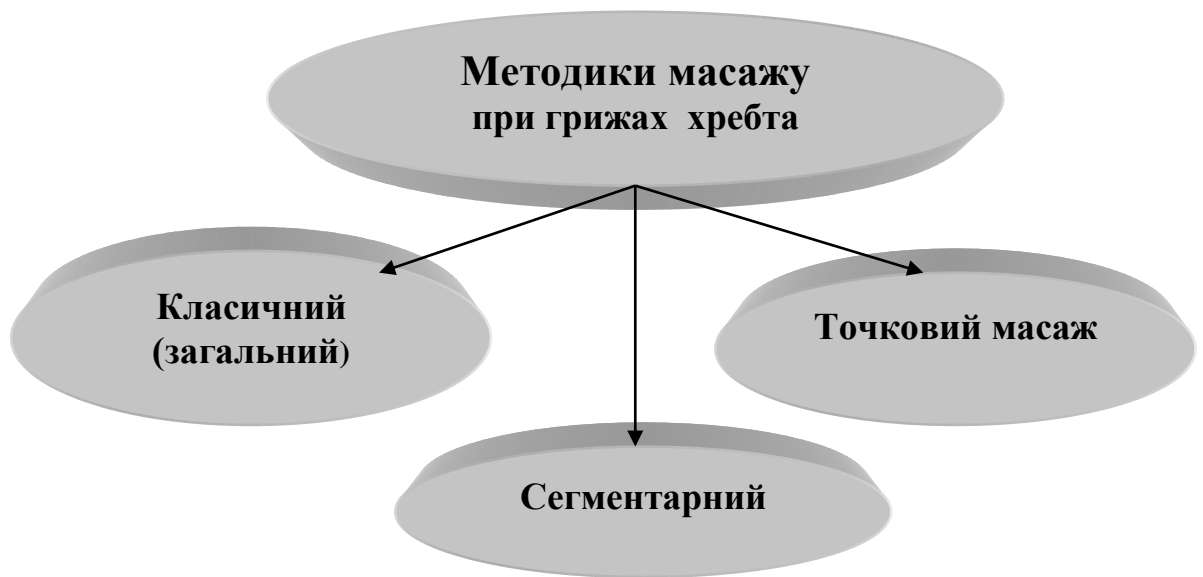 Методики масажу
при грижах хребта
Класичний
(загальний)
Точковий масаж
Сегментарний